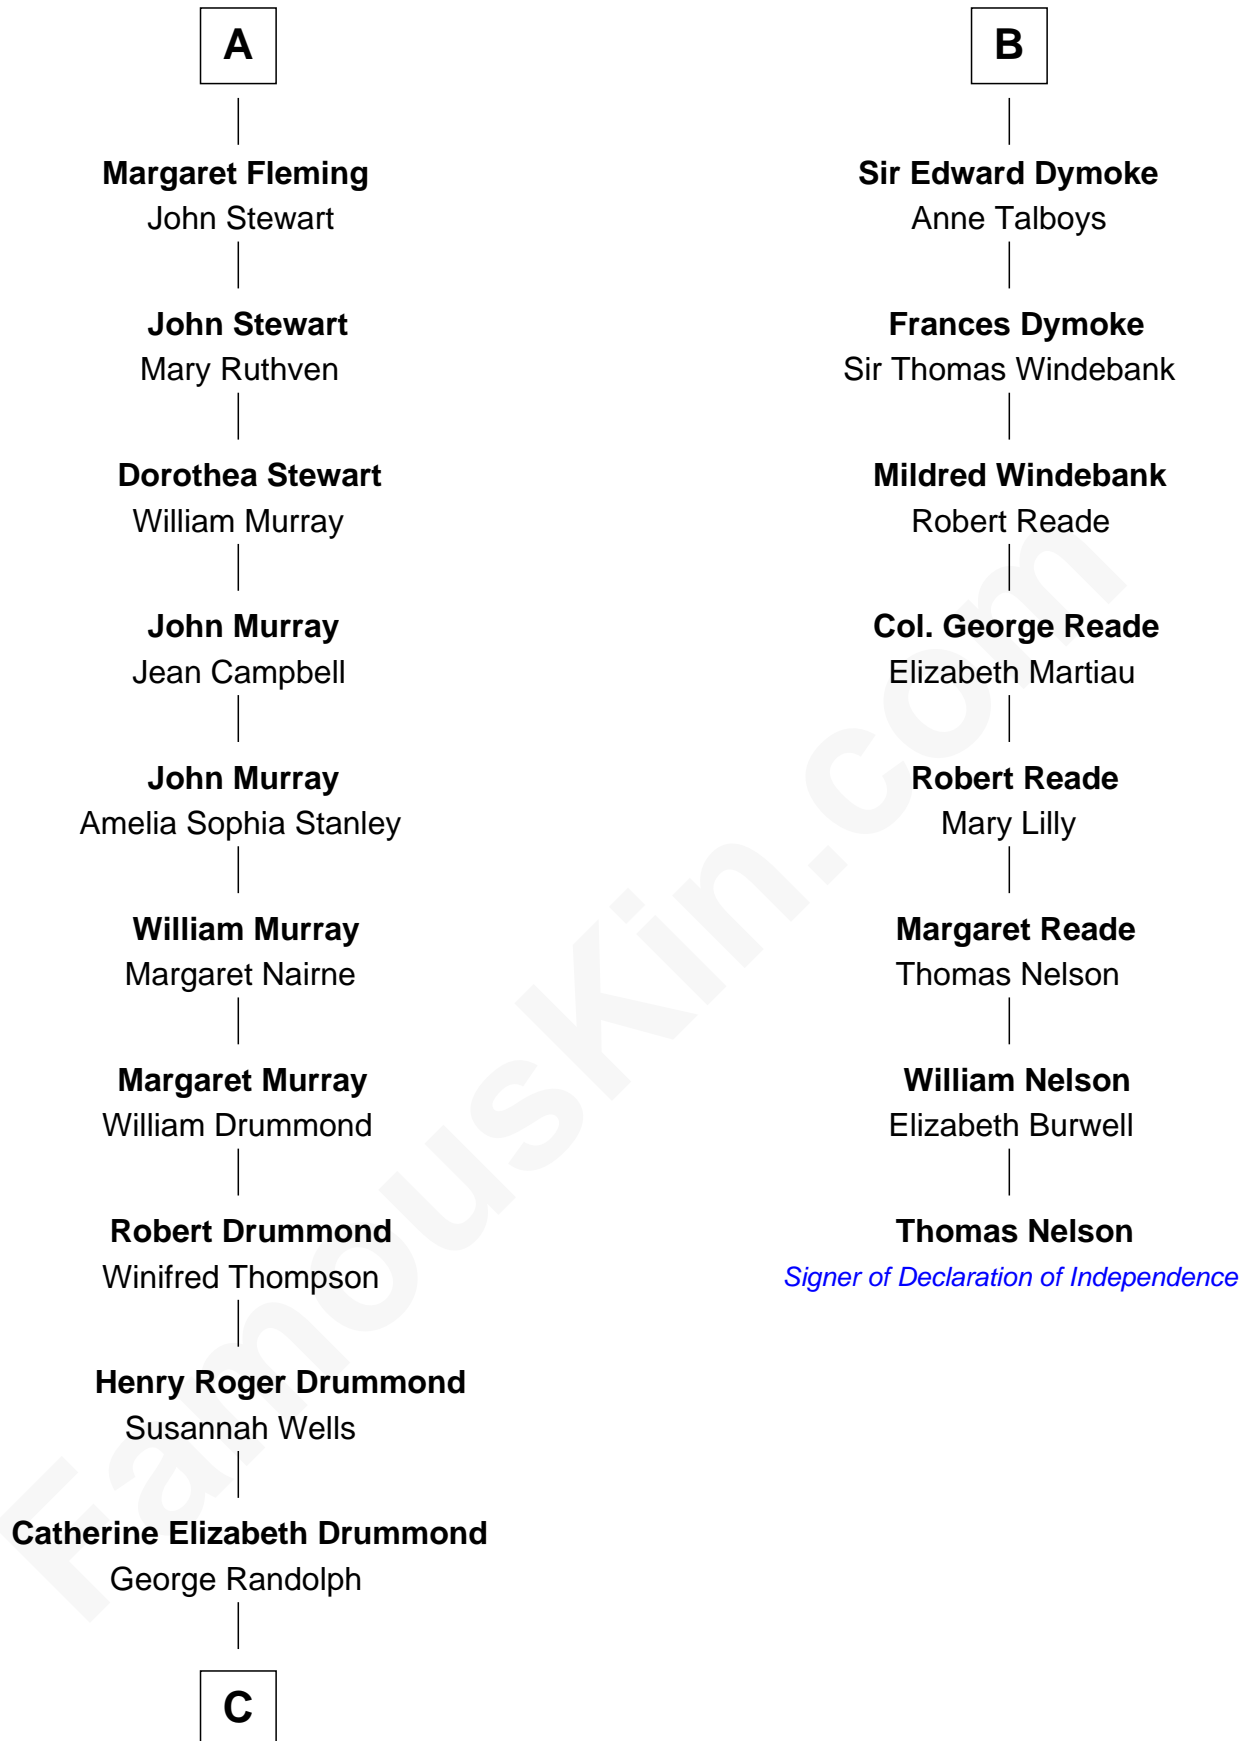 A
Margaret Fleming
John Stewart
John Stewart
Mary Ruthven
Dorothea Stewart
William Murray
John Murray
Jean Campbell
John Murray
Amelia Sophia Stanley
William Murray
Margaret Nairne
Margaret Murray
William Drummond
Robert Drummond
Winifred Thompson
Henry Roger Drummond
Susannah Wells
Catherine Elizabeth Drummond
George Randolph
C
B
Sir Edward Dymoke
Anne Talboys
Frances Dymoke
Sir Thomas Windebank
Mildred Windebank
Robert Reade
Col. George Reade
Elizabeth Martiau
Robert Reade
Mary Lilly
Margaret Reade
Thomas Nelson
William Nelson
Elizabeth Burwell
Thomas Nelson
Signer of Declaration of Independence
FamousKin.com